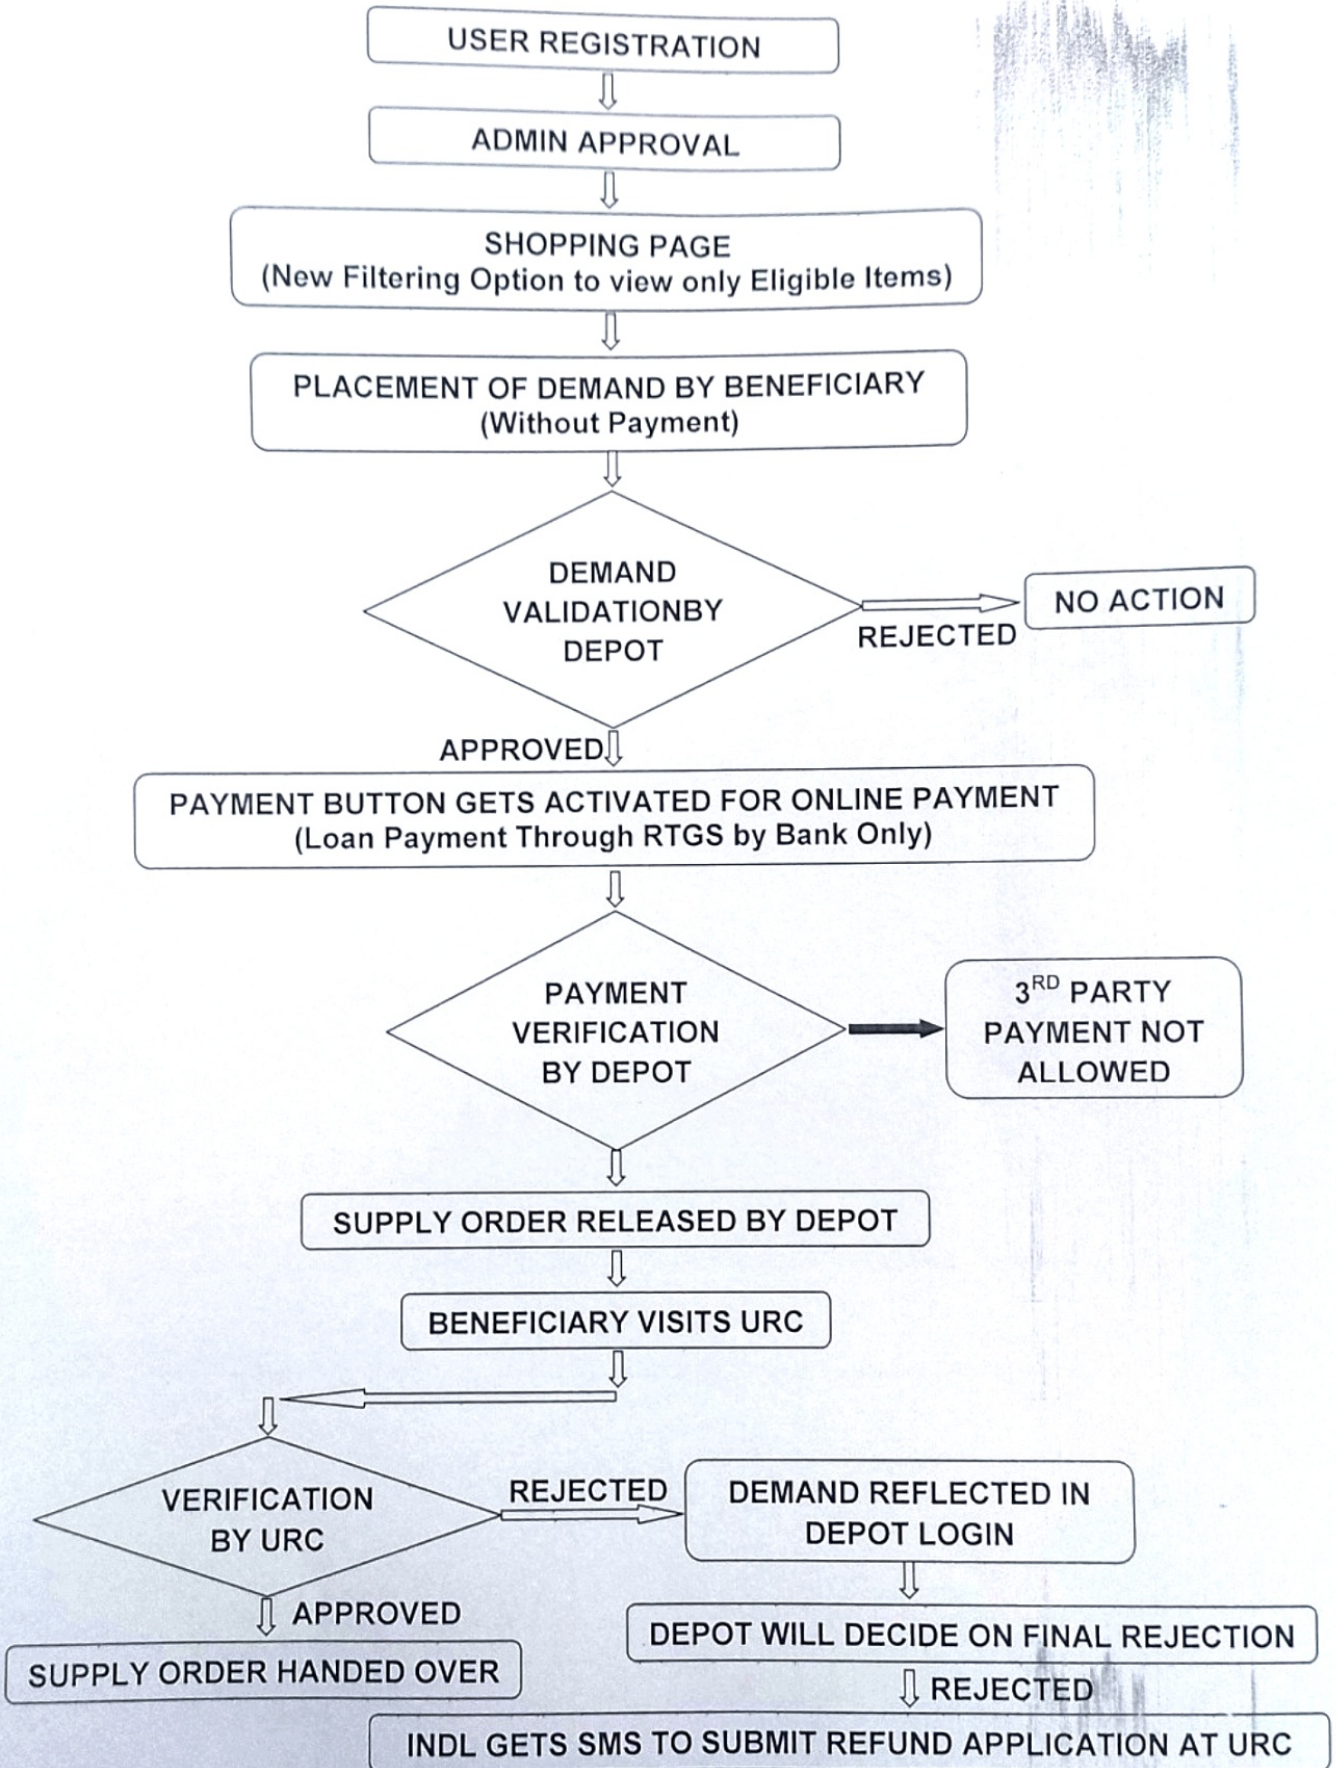 USER REGISTRATION
ADMIN APPROVAL
SHOPPING PAGE
(New Filtering Option to view only Eligible Items)
PLACEMENT OF DEMAND BY BENEFICIARY
(Without Payment)
DEMAND
VALIDATIONBY
DEPOT
REJECTED
NO ACTION
APPROVED
PAYMENT BUTTON GETS ACTIVATED FOR ONLINE PAYMENT
(Loan Payment Through RTGS by Bank Only)
PAYMENT
VERIFICATION
BY DEPOT
3RD PARTY
PAYMENT NOT
ALLOWED
SUPPLY ORDER RELEASED BY DEPOT
BENEFICIARY VISITS URC
VERIFICATION
BY URC
REJECTED
DEMAND REFLECTED IN
DEPOT LOGIN
APPROVED
SUPPLY ORDER HANDED OVER
DEPOT WILL DECIDE ON FINAL REJECTION
REJECTED
INDL GETS SMS TO SUBMIT REFUND APPLICATION AT URC